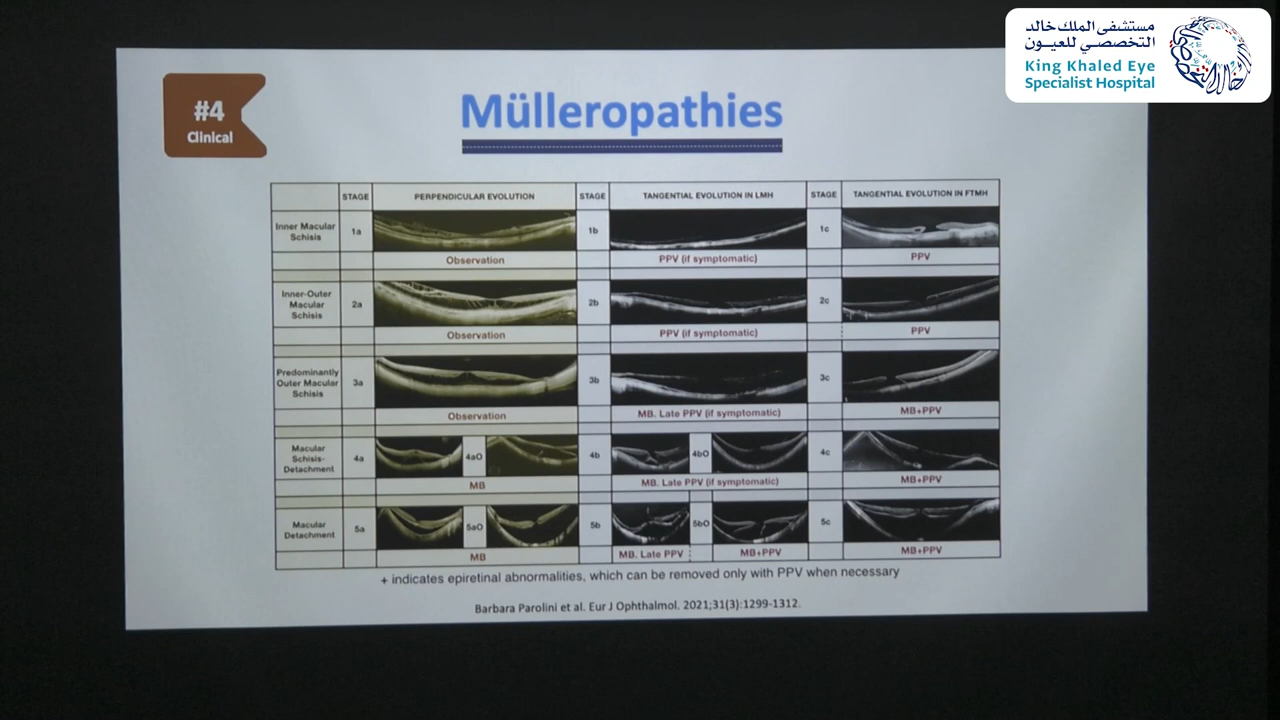 مستشفى الملك خالد
التخصصي للعيون
King Khaled Eye
Specialist Hospital
#4
Clinical
Mülleropathies
STAGE PERPENDICULAR EVOLUTION STAGE TANGENTIAL EVOLUTION IN LMH STAGE TANGENTIAL EVOLUTION IN FTMH
Inner Macular
Schisis
1a 1b 1c
Observation PPV (if symptomatic) PPV
Inner-Outer
Macular
Schisis
2a 2b 2c
Observation PPV (if symptomatic) PPV
Predominantly
Outer Macular
Schisis
3a 3b 3c
Observation MB. Late PPV (if symptomatic) MB+PPV
Macular
Schisis-
Detachment
4a 4aO 4b 4bO 4c
MB MB. Late PPV (if symptomatic) MB+PPV
Macular
Detachment
5a 5aO 5b 5bO 5c
MB MB. Late PPV MB+PPV MB+PPV
+ indicates epiretinal abnormalities, which can be removed only with PPV when necessary
Barbara Parolini et al. Eur J Ophthalmol. 2021;31(3):1299-1312.